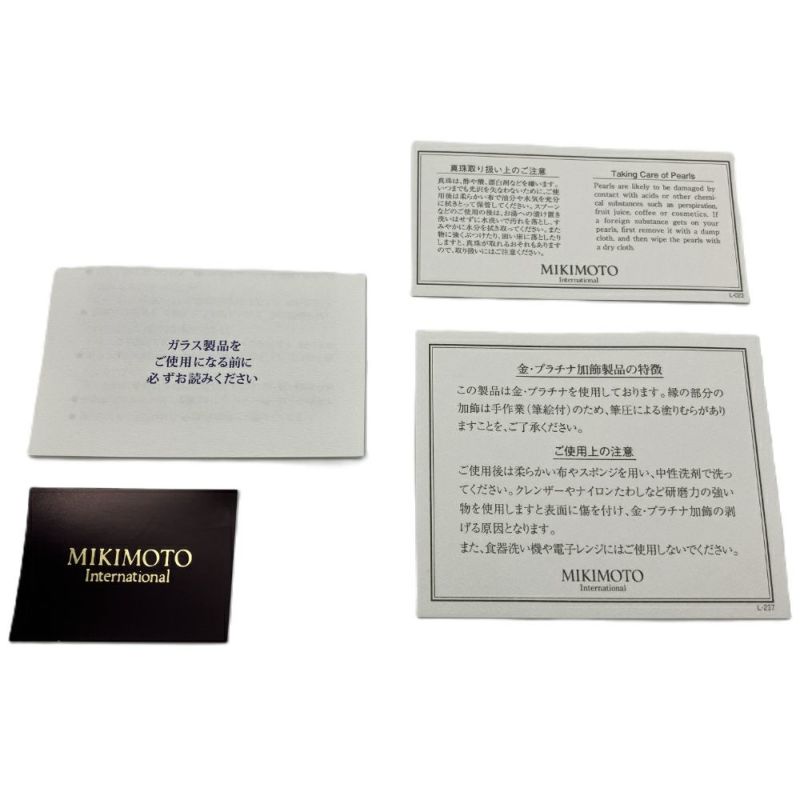 真珠取り扱い上のご注意
真珠は、酢や酸、漂白剤などを嫌います。
いつまでも光沢を失なわないために、ご使
用後は柔らかい布で油分や水気を充分
に拭きとって保管してください。スプーン
などのご使用の後は、お湯への漬け置き
洗いはせずに水洗いで汚れを落とし、す
みやかに水分を拭き取ってください。また
物に強くぶつけたり、固い床に落としたり
しますと、真珠が取れるおそれもあります
ので、取り扱いにはご注意ください。
Taking Care of Pearls
Pearls are likely to be damaged by
contact with acids or other chemi-
cal substances such as perspiration,
fruit juice, coffee or cosmetics. If
a foreign substance gets on your
pearls, first remove it with a damp
cloth, and then wipe the pearls with
a dry cloth.
MIKIMOTO
International
L-023
ガラス製品を
ご使用になる前に
必ずお読みください
金・プラチナ加飾製品の特徴
この製品は金・プラチナを使用しております。縁の部分の
加飾は手作業（筆絵付）のため、筆圧による塗りむらがあり
ますことを、ご了承ください。
ご使用上の注意
ご使用後は柔らかい布やスポンジを用い、中性洗剤で洗っ
てください。クレンザーやナイロンたわしなど研磨力の強い
物を使用しますと表面に傷を付け、金・プラチナ加飾の剥
げる原因となります。
また、食器洗い機や電子レンジにはご使用しないでください。
MIKIMOTO
International
L-237
MIKIMOTO
International